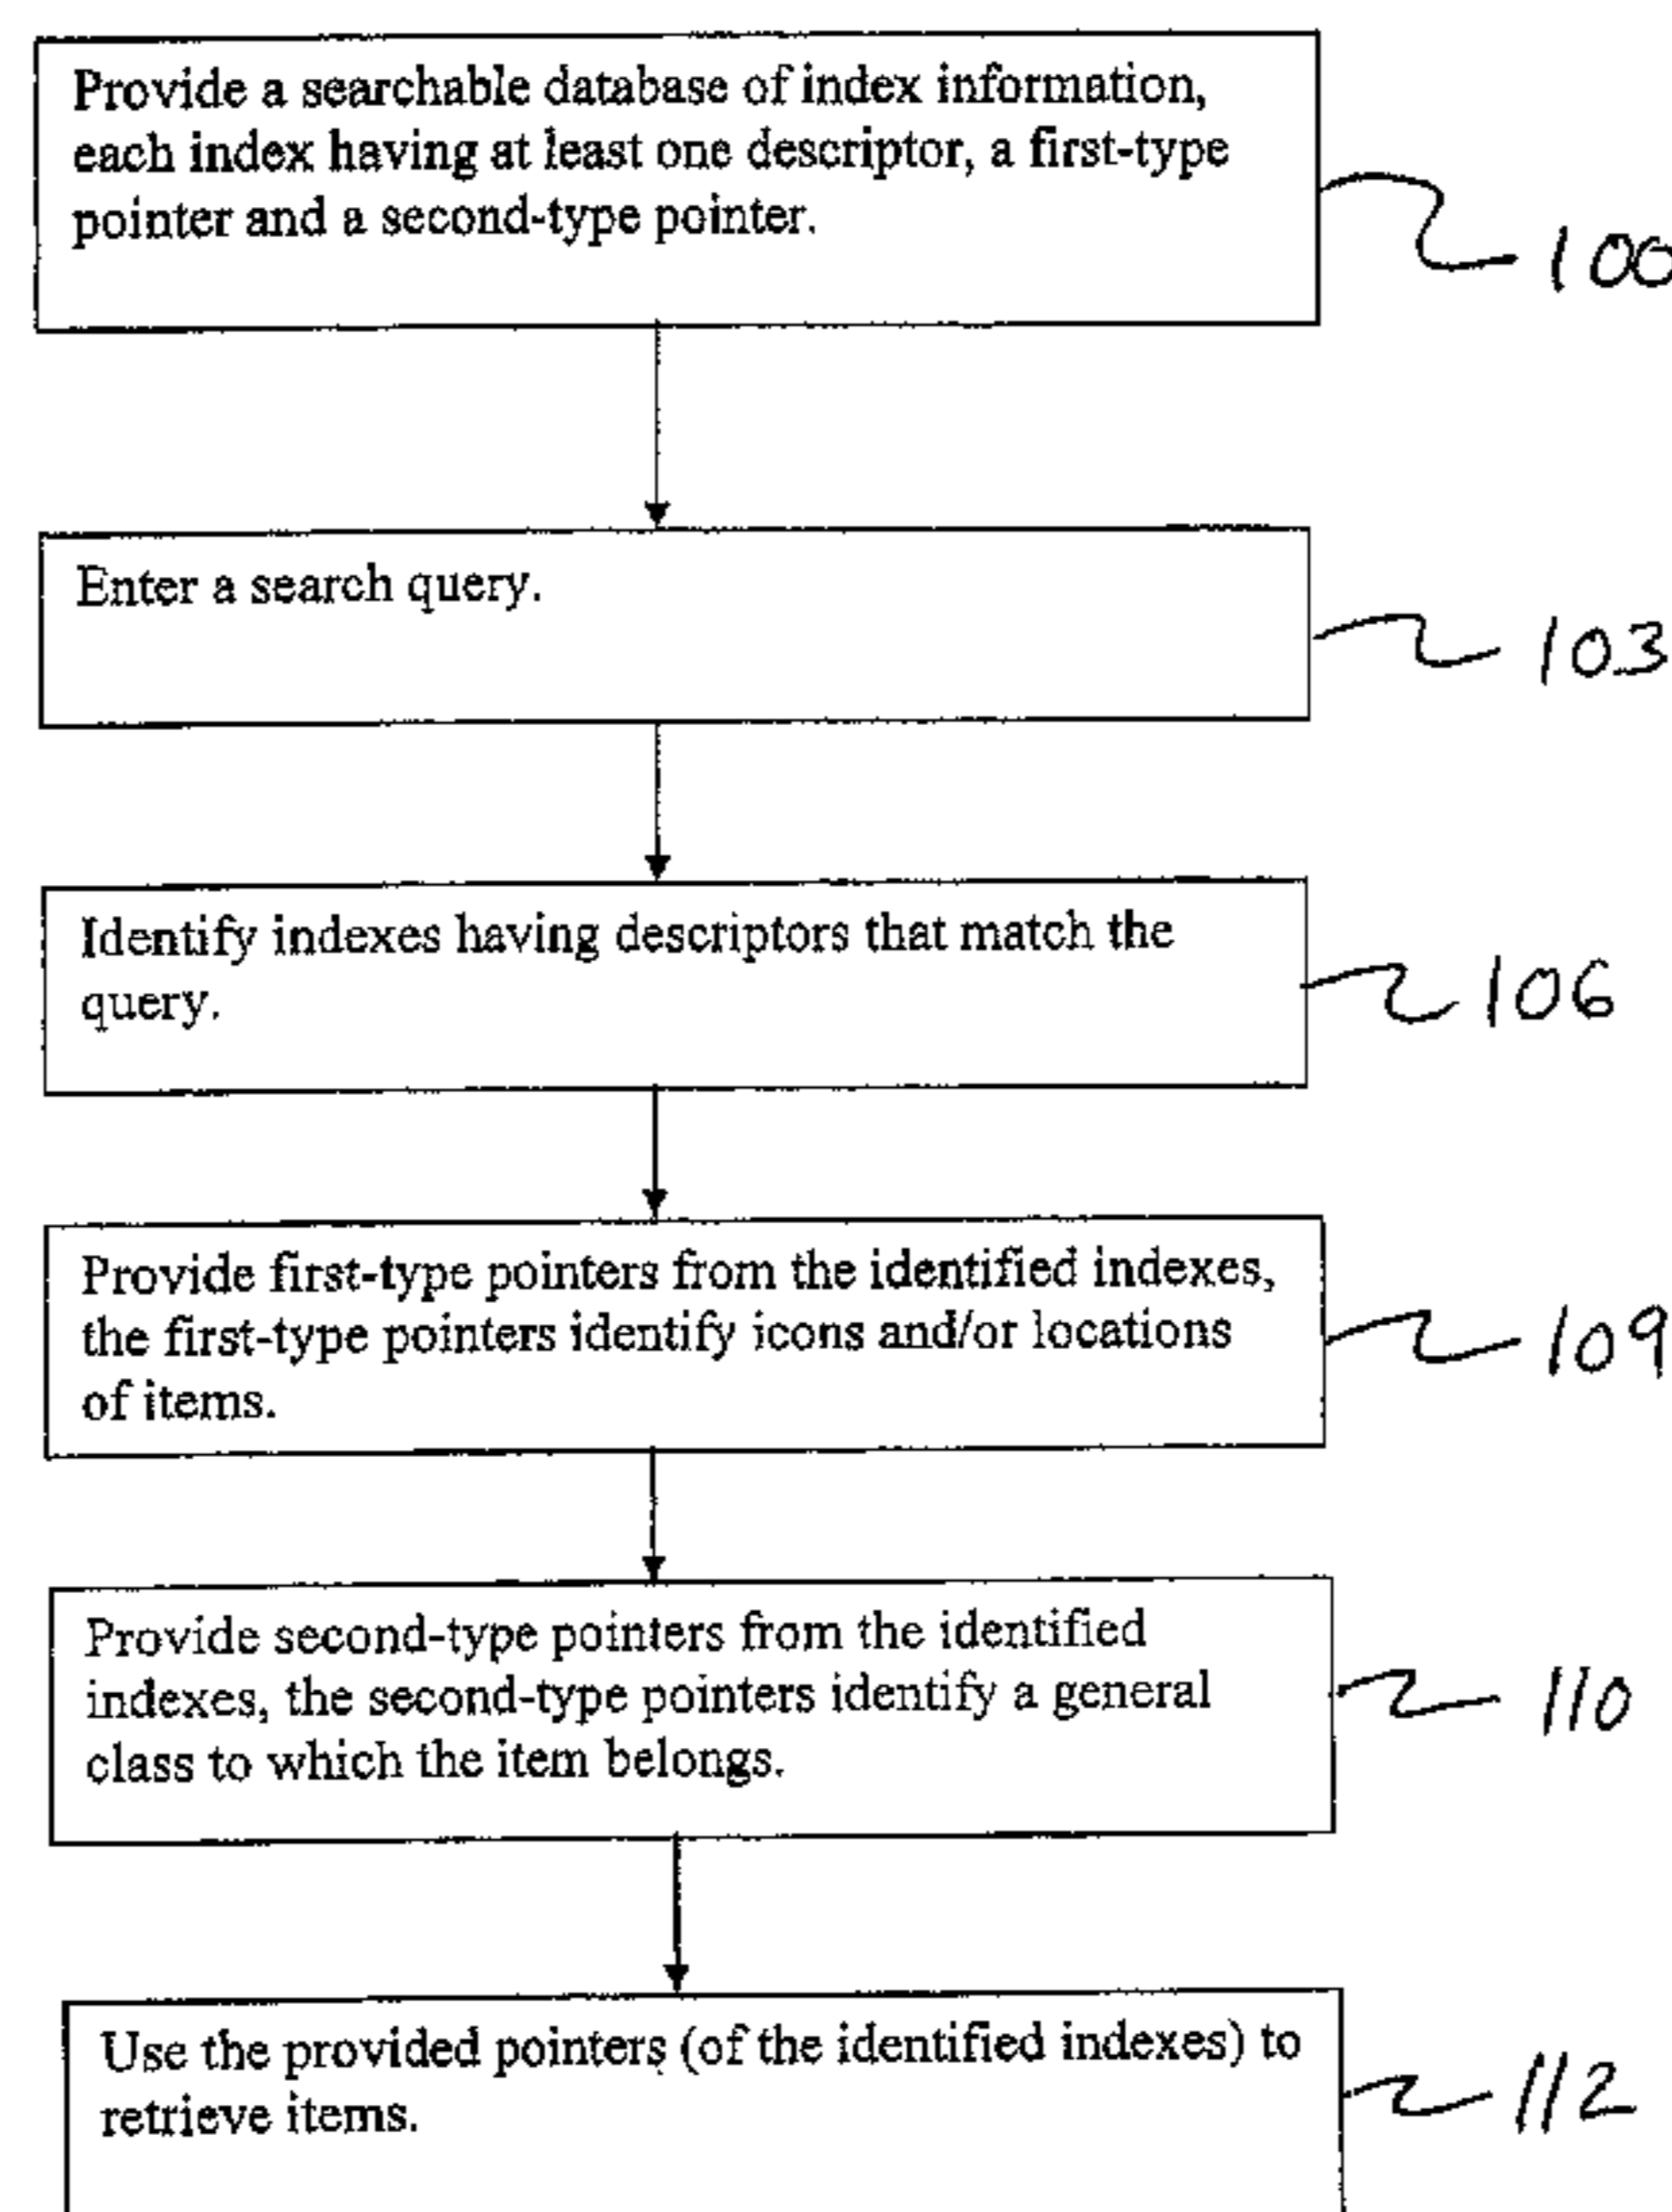 Provide a searchable database of index information,
each index having at least one descriptor, a first-type
pointer and a second-type pointer.
100
Enter a search query.
103
Identify indexes having descriptors that match the
query.
106
Provide first-type pointers from the identified indexes,
the first-type pointers identify icons and/or locations
of items.
109
Provide second-type pointers from the identified
indexes, the second-type pointers identify a general
class to which the item belongs.
110
Use the provided pointers (of the identified indexes) to
retrieve items.
112